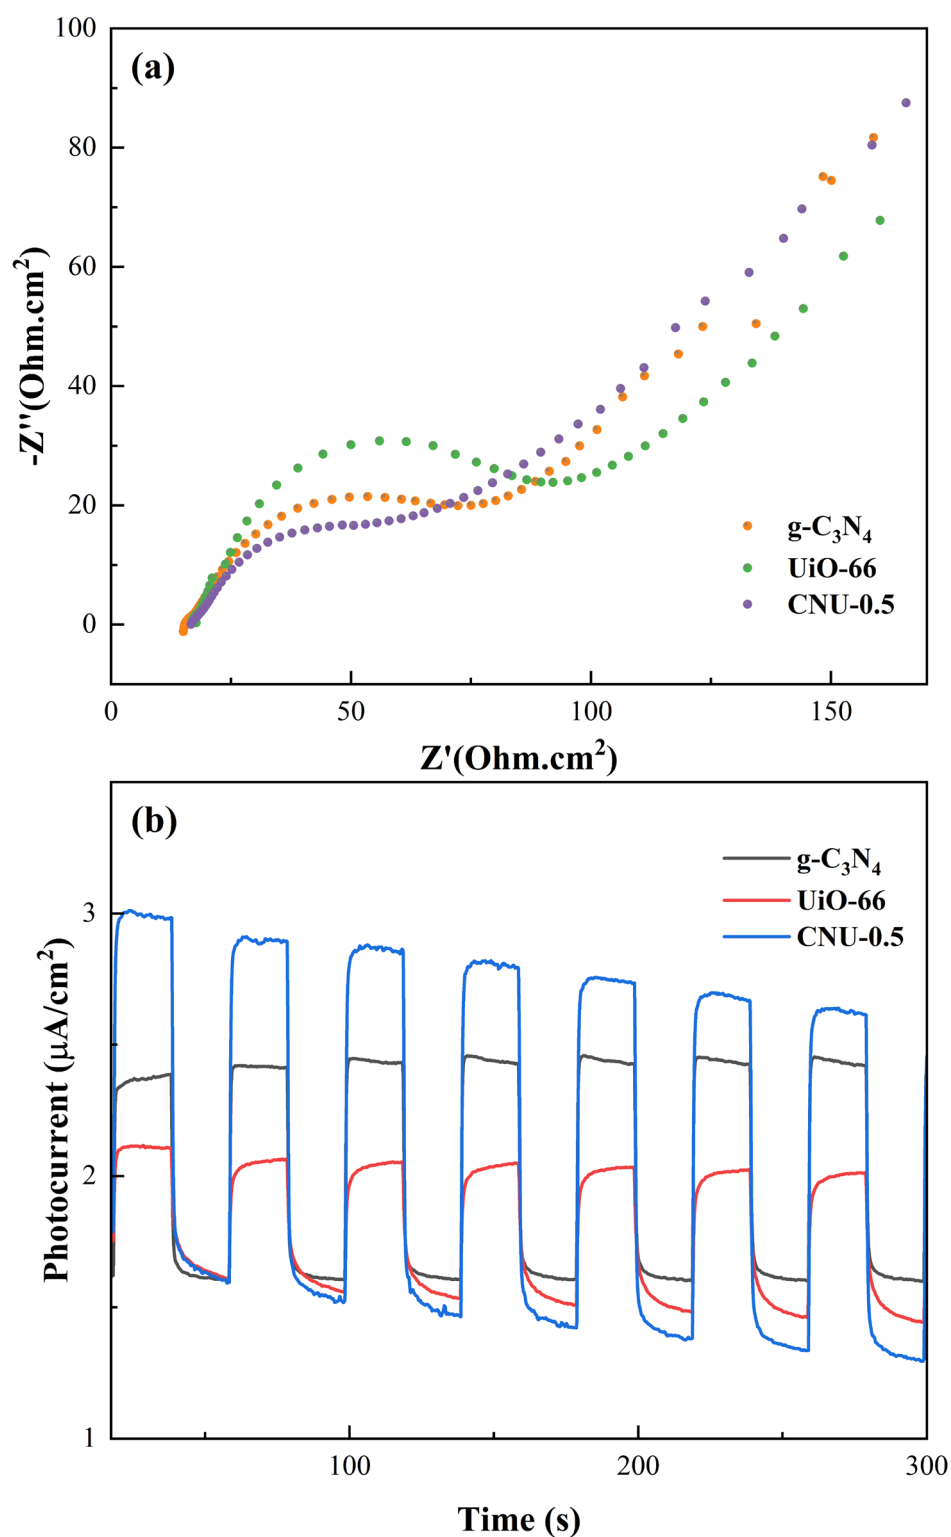 (a)
100
80
60
40
20
0
-Z''(Ohm.cm²)
g-C₃N₄
UiO-66
CNU-0.5
0 50 100 150
Z'(Ohm.cm²)
(b)
g-C₃N₄
UiO-66
CNU-0.5
3
2
1
Photocurrent (μA/cm²)
100 200 300
Time (s)